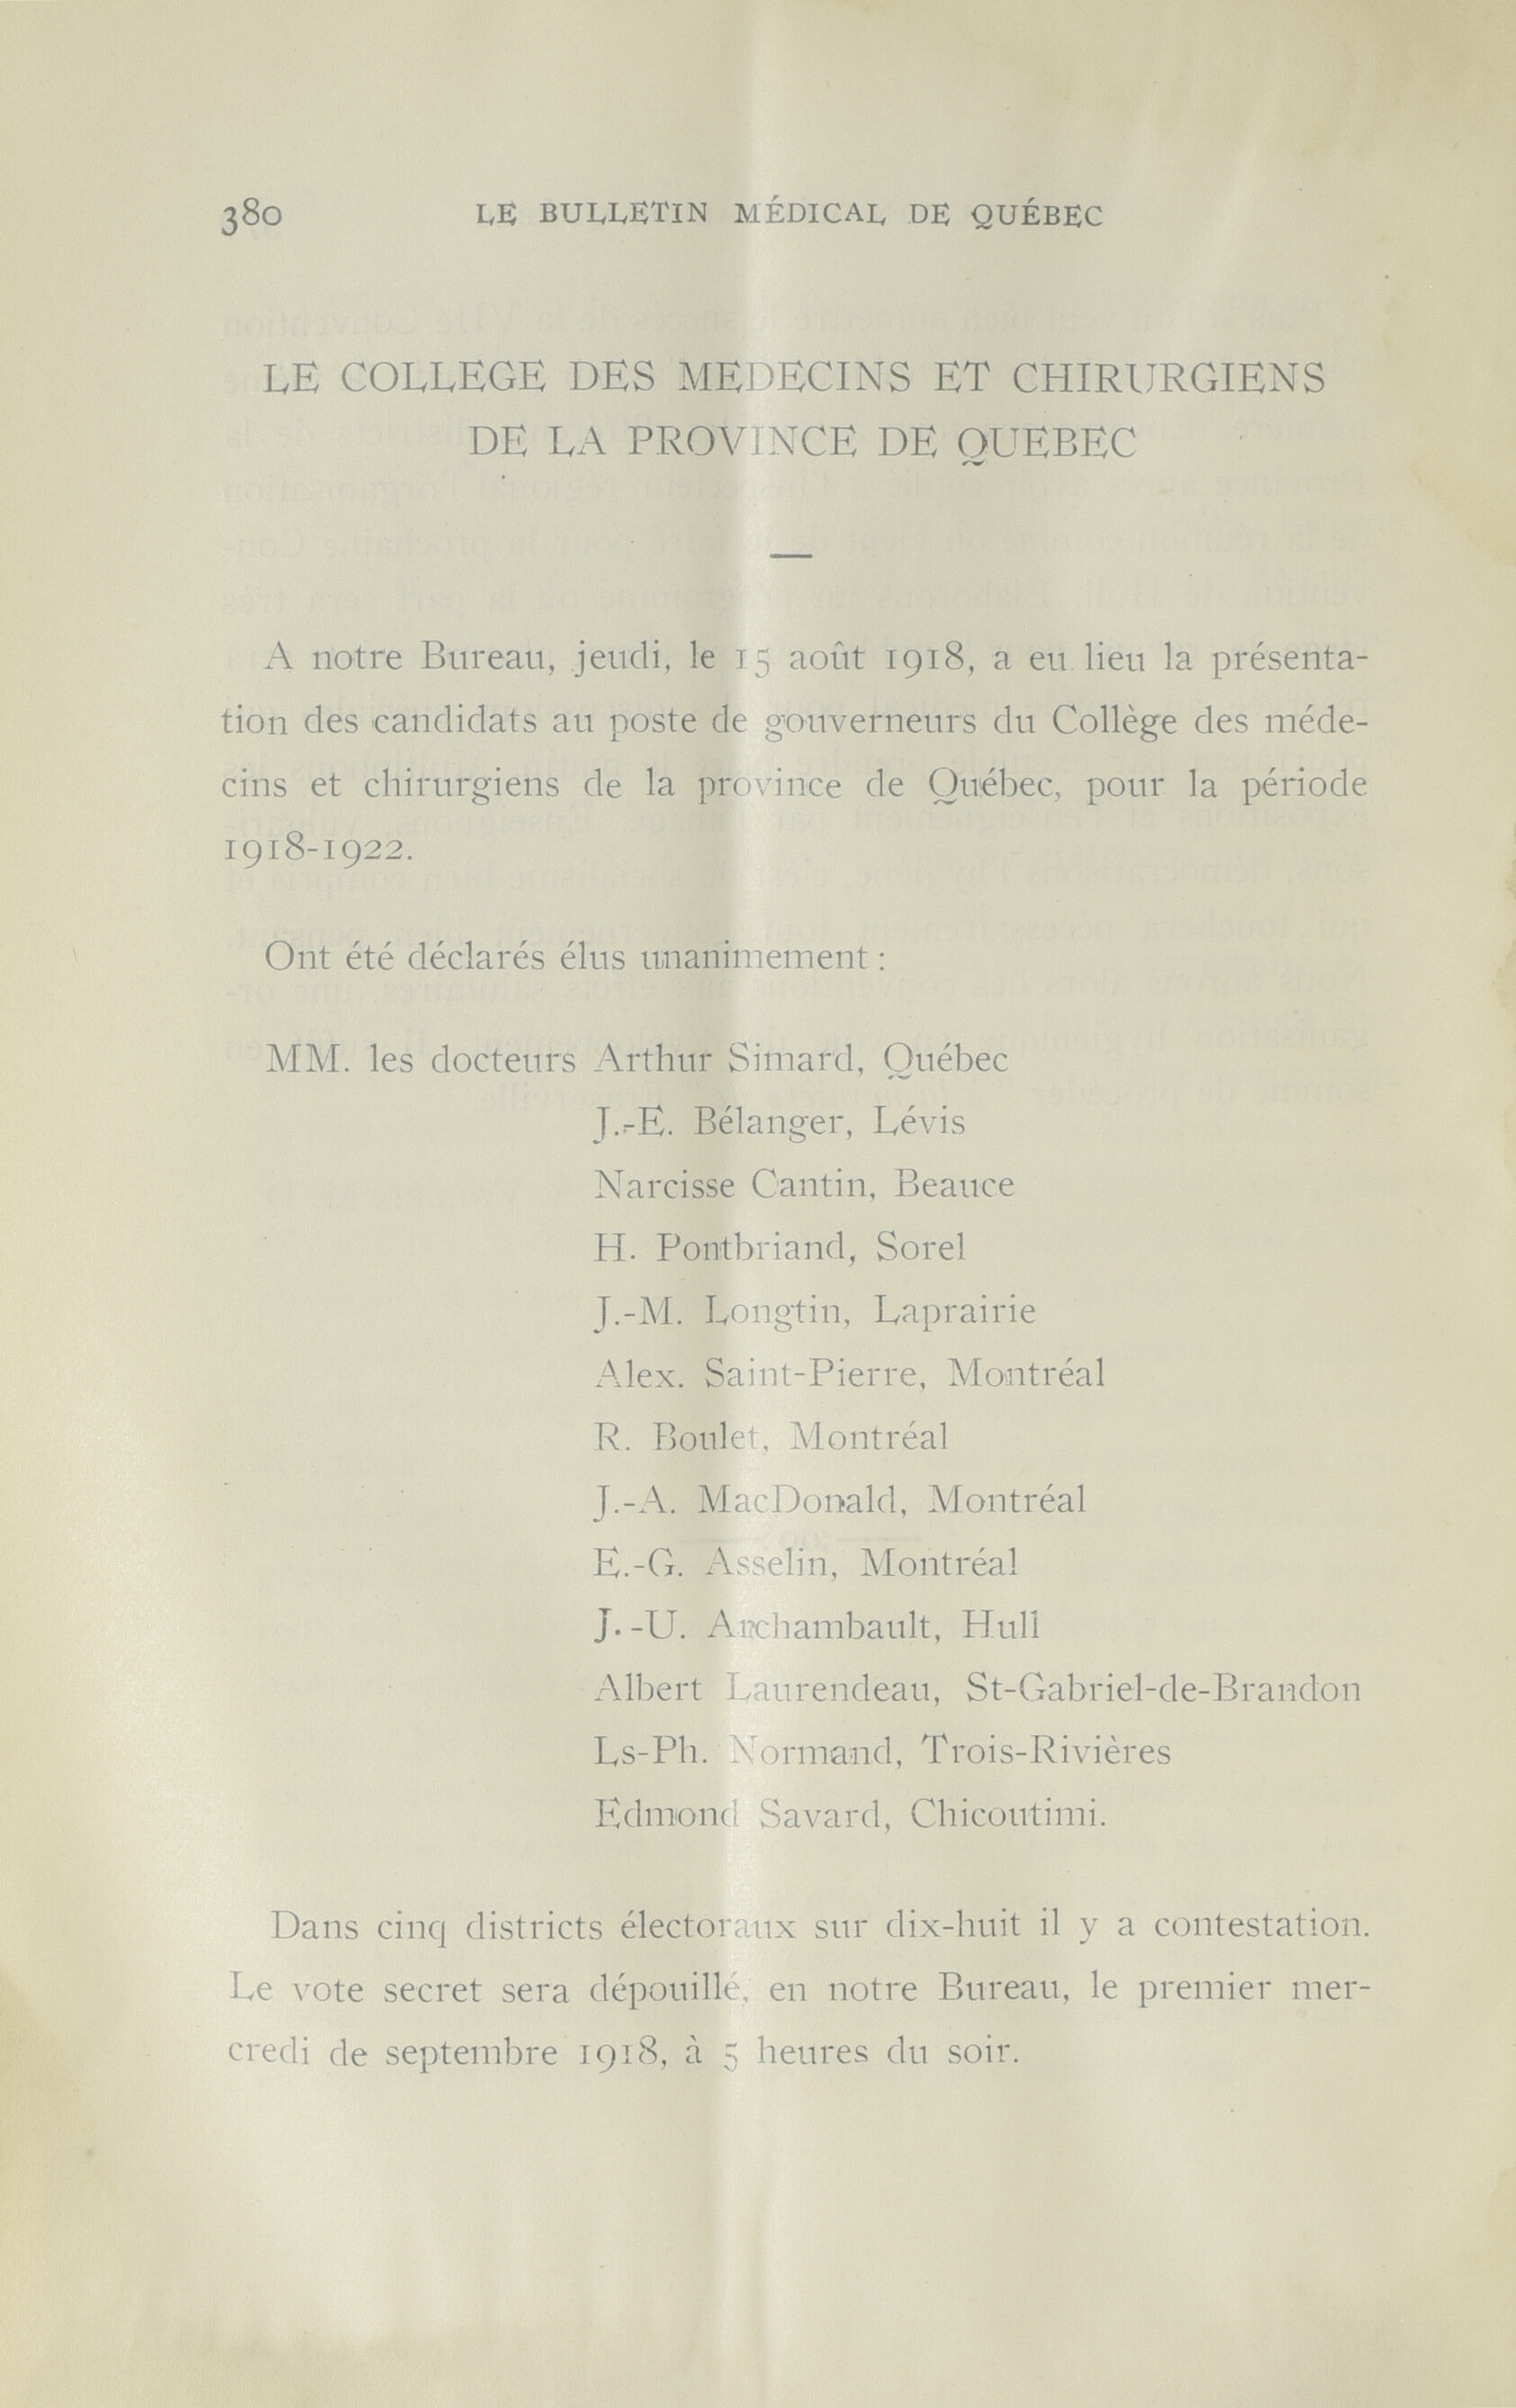 380 LE BULLETIN MÉDICAL DE QUÉBEC
LE COLLEGE DES MEDECINS ET CHIRURGIENS
DE LA PROVINCE DE QUEBEC
A notre Bureau, jeudi, le 15 août 1918, a eu lieu la présenta-
tion des candidats au poste de gouverneurs du Collège des méde-
cins et chirurgiens de la province de Québec, pour la période
1918-1922.
Ont été déclarés élus unanimement :
MM. les docteurs Arthur Simard, Québec
J.-E. Bélanger, Lévis
Narcisse Cantin, Beauce
H. Pontbriand, Sorel
J.-M. Longtin, Laprairie
Alex. Saint-Pierre, Montréal
R. Boulet, Montréal
J.-A. MacDonald, Montréal
E.-G. Asselin, Montréal
J.-U. Archambault, Hull
Albert Laurendeau, St-Gabriel-de-Brandon
Ls-Ph. Normand, Trois-Rivières
Edmond Savard, Chicoutimi.
Dans cinq districts électoraux sur dix-huit il y a contestation.
Le vote secret sera dépouillé, en notre Bureau, le premier mer-
credi de septembre 1918, à 5 heures du soir.